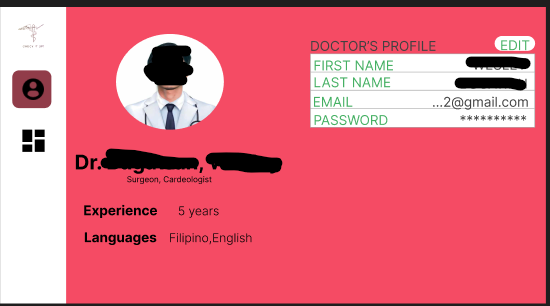 DOCTOR'S PROFILE EDIT
FIRST NAME
LAST NAME
EMAIL ...2@gmail.com
PASSWORD **********
Dr.
Surgeon, Cardeologist
Experience 5 years
Languages Filipino,English